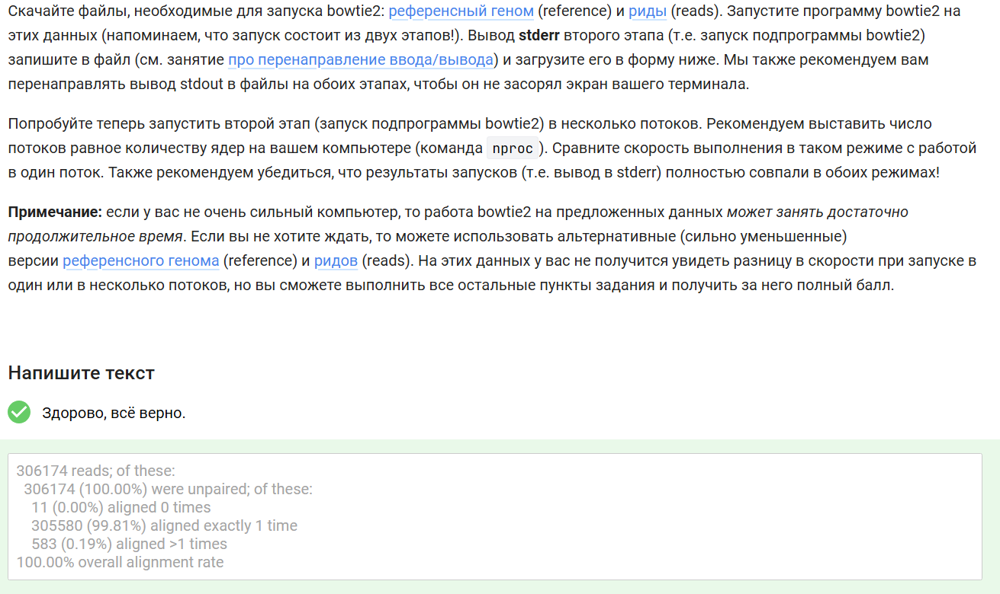 Скачайте файлы, необходимые для запуска bowtie2: референсный геном (reference) и риды (reads). Запустите программу bowtie2 на
этих данных (напоминаем, что запуск состоит из двух этапов!). Вывод stderr второго этапа (т.е. запуск подпрограммы bowtie2)
запишите в файл (см. занятие про перенаправление ввода/вывода) и загрузите его в форму ниже. Мы также рекомендуем вам
перенаправлять вывод stdout в файлы на обоих этапах, чтобы он не засорял экран вашего терминала.
Попробуйте теперь запустить второй этап (запуск подпрограммы bowtie2) в несколько потоков. Рекомендуем выставить число
потоков равное количеству ядер на вашем компьютере (команда nproc). Сравните скорость выполнения в таком режиме с работой
в один поток. Также рекомендуем убедиться, что результаты запусков (т.е. вывод в stderr) полностью совпали в обоих режимах!
Примечание: если у вас не очень сильный компьютер, то работа bowtie2 на предложенных данных может занять достаточно
продолжительное время. Если вы не хотите ждать, то можете использовать альтернативные (сильно уменьшенные)
версии референсного генома (reference) и ридов (reads). На этих данных у вас не получится увидеть разницу в скорости при запуске в
один или в несколько потоков, но вы сможете выполнить все остальные пункты задания и получить за него полный балл.
Напишите текст
Здорово, всё верно.
306174 reads; of these:
306174 (100.00%) were unpaired; of these:
11 (0.00%) aligned 0 times
305580 (99.81%) aligned exactly 1 time
583 (0.19%) aligned >1 times
100.00% overall alignment rate